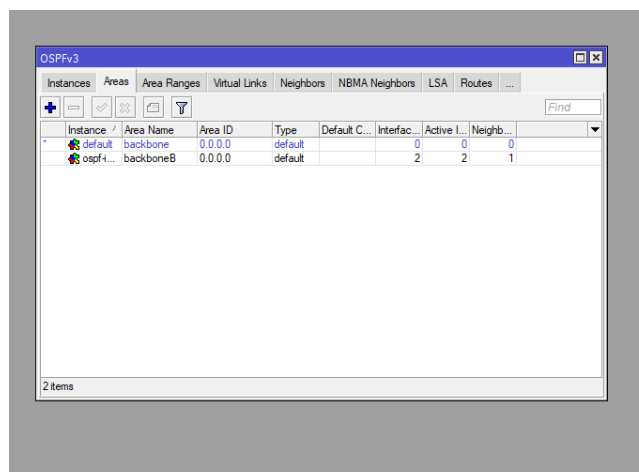 OSPFv3
Instances Areas Area Ranges Virtual Links Neighbors NBMA Neighbors LSA Routes ...
Find
Instance Area Name Area ID Type Default C... Interfac... Active I... Neighb...
* default backbone 0.0.0.0 default 0 0 0
ospf-i... backboneB 0.0.0.0 default 2 2 1
2 items